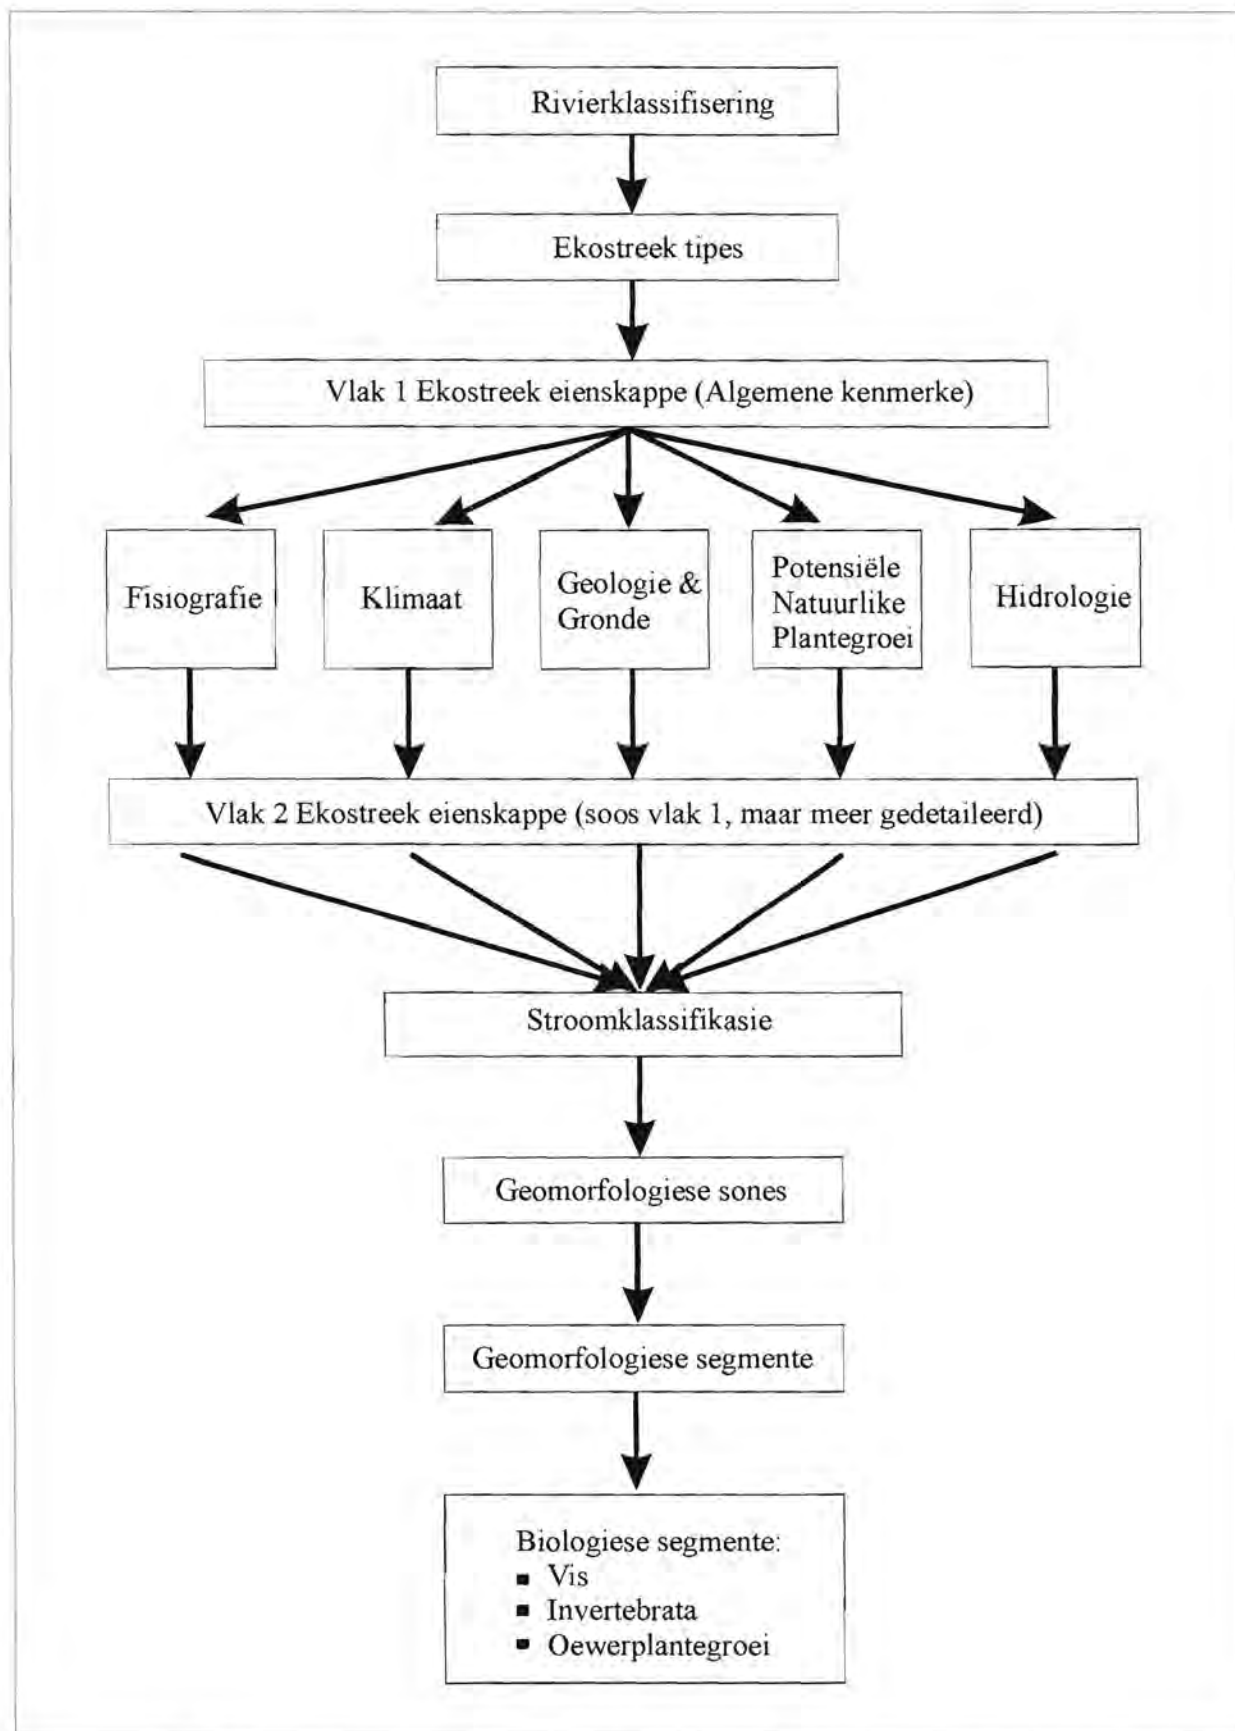 Rivierklassifisering
Ekostreek tipes
Vlak 1 Ekostreek eienskappe (Algemene kenmerke)
Fisiografie
Klimaat
Geologie &
Gronde
Potensiële
Natuurlike
Plantegroei
Hidrologie
Vlak 2 Ekostreek eienskappe (soos vlak 1, maar meer gedetaileerd)
Stroomklassifikasie
Geomorfologiese sones
Geomorfologiese segmente
Biologiese segmente:
▪ Vis
▪ Invertebrata
▪ Oewerplantegroei